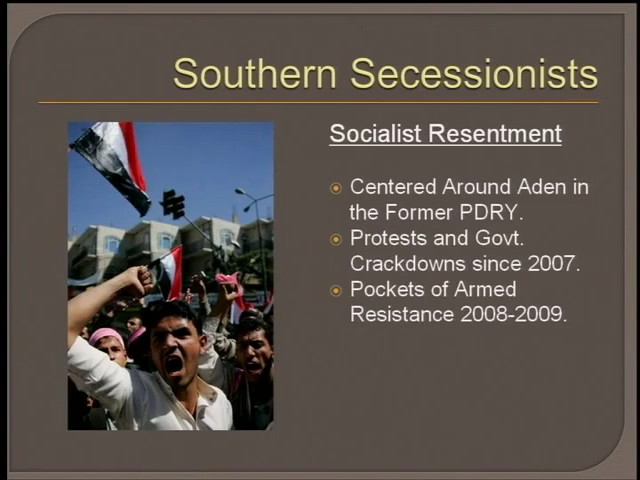 Southern Secessionists
Socialist Resentment
Centered Around Aden in
the Former PDRY.
Protests and Govt.
Crackdowns since 2007.
Pockets of Armed
Resistance 2008-2009.